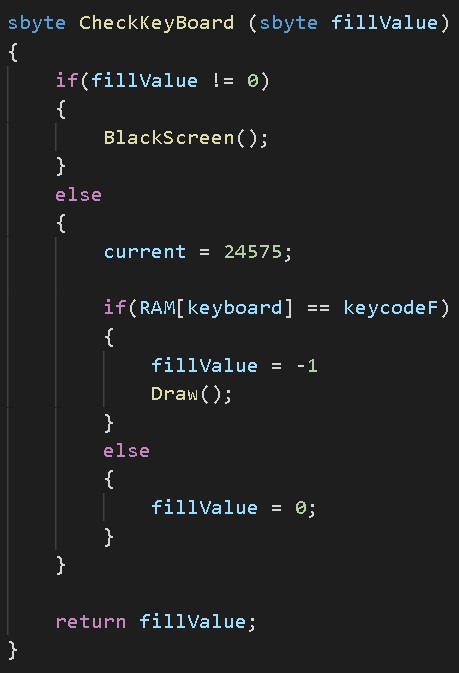 sbyte CheckKeyBoard (sbyte fillValue)
{
    if(fillValue != 0)
    {
        BlackScreen();
    }
    else
    {
        current = 24575;

        if(RAM[keyboard] == keycodeF)
        {
            fillValue = -1
            Draw();
        }
        else
        {
            fillValue = 0;
        }
    }

    return fillValue;
}